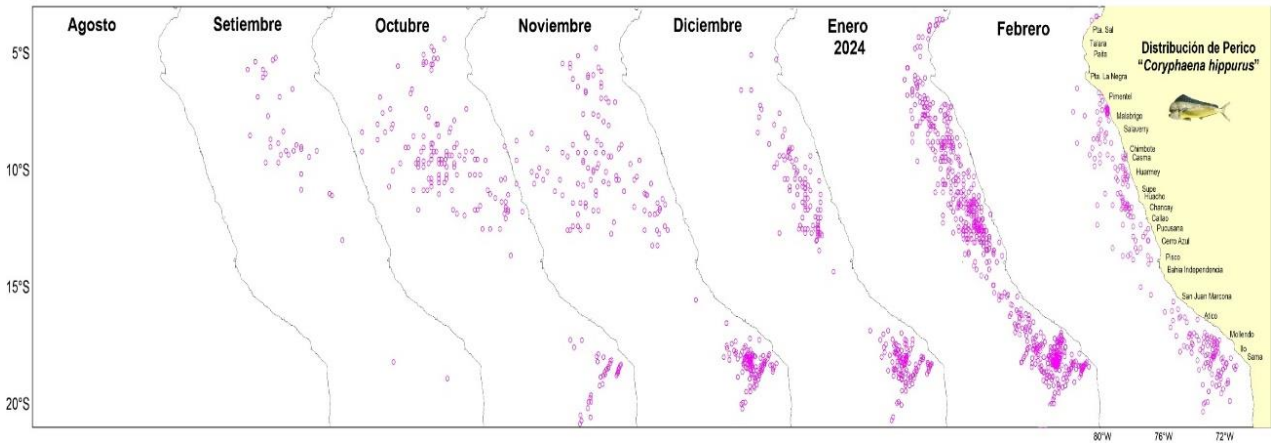 Agosto
Setiembre
Octubre
Noviembre
Diciembre
Enero
2024
Febrero
Distribución de Perico
“Coryphaena hippurus”
5°S
10°S
15°S
20°S
Pta. Sal
Talara
Paita
Pta. La Negra
Pimentel
Malabrigo
Salaverry
Chimbote
Casma
Huarmey
Supe
Huacho
Chancay
Callao
Pucusana
Cerro Azul
Pisco
Bahia Independencia
San Juan Marcona
Atico
Mollendo
Ilo
Sama
80°W
76°W
72°W